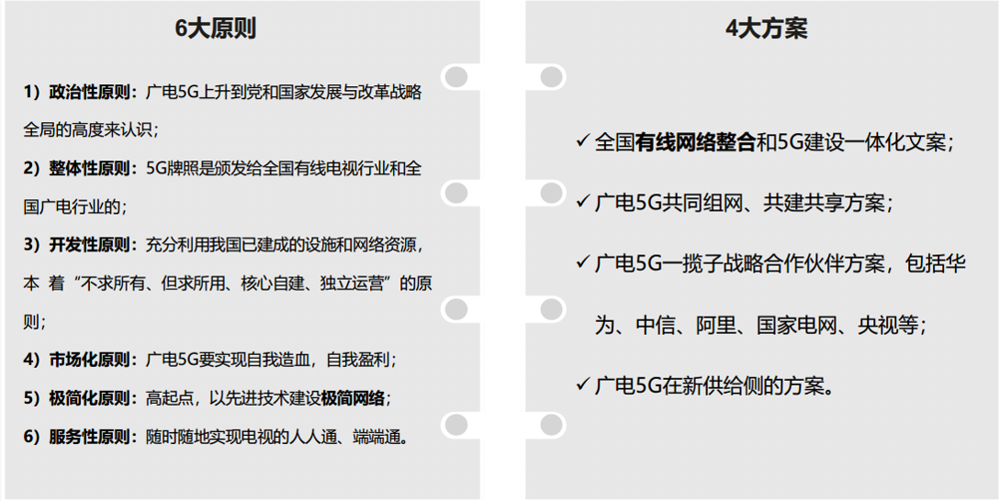 6大原则
1）政治性原则：广电5G上升到党和国家发展与改革战略
全局的高度来认识；
2）整体性原则：5G牌照是颁发给全国有线电视行业和全
国广电行业的；
3）开发性原则：充分利用我国已建成的设施和网络资源，
本 着“不求所有、但求所用、核心自建、独立运营”的原
则；
4）市场化原则：广电5G要实现自我造血，自我盈利；
5）极简化原则：高起点，以先进技术建设极简网络；
6）服务性原则：随时随地实现电视的人人通、端端通。
4大方案
✓ 全国有线网络整合和5G建设一体化文案；
✓ 广电5G共同组网、共建共享方案；
✓ 广电5G一揽子战略合作伙伴方案，包括华
为、中信、阿里、国家电网、央视等；
✓ 广电5G在新供给侧的方案。